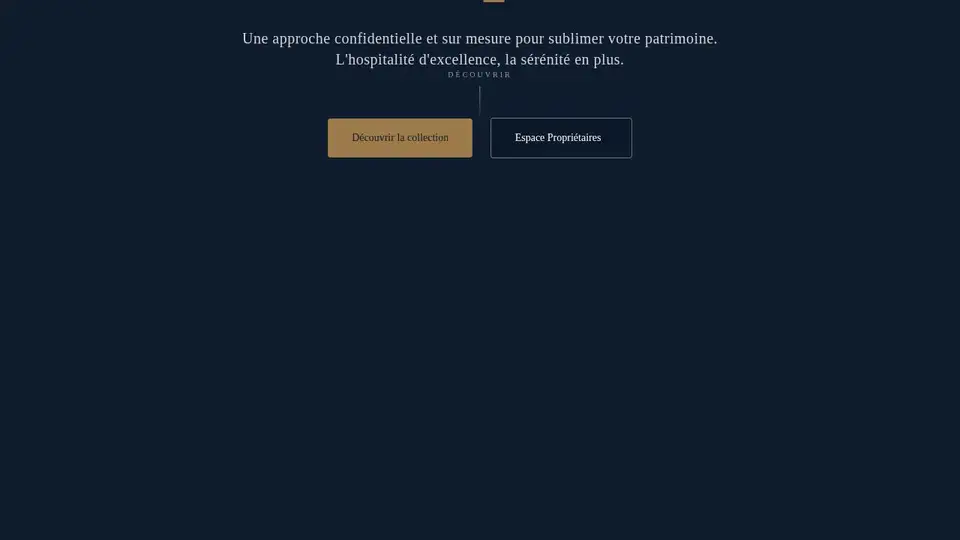 Une approche confidentielle et sur mesure pour sublimer votre patrimoine.
L'hospitalité d'excellence, la sérénité en plus.
DÉCOUVRIR
Découvrir la collection
Espace Propriétaires